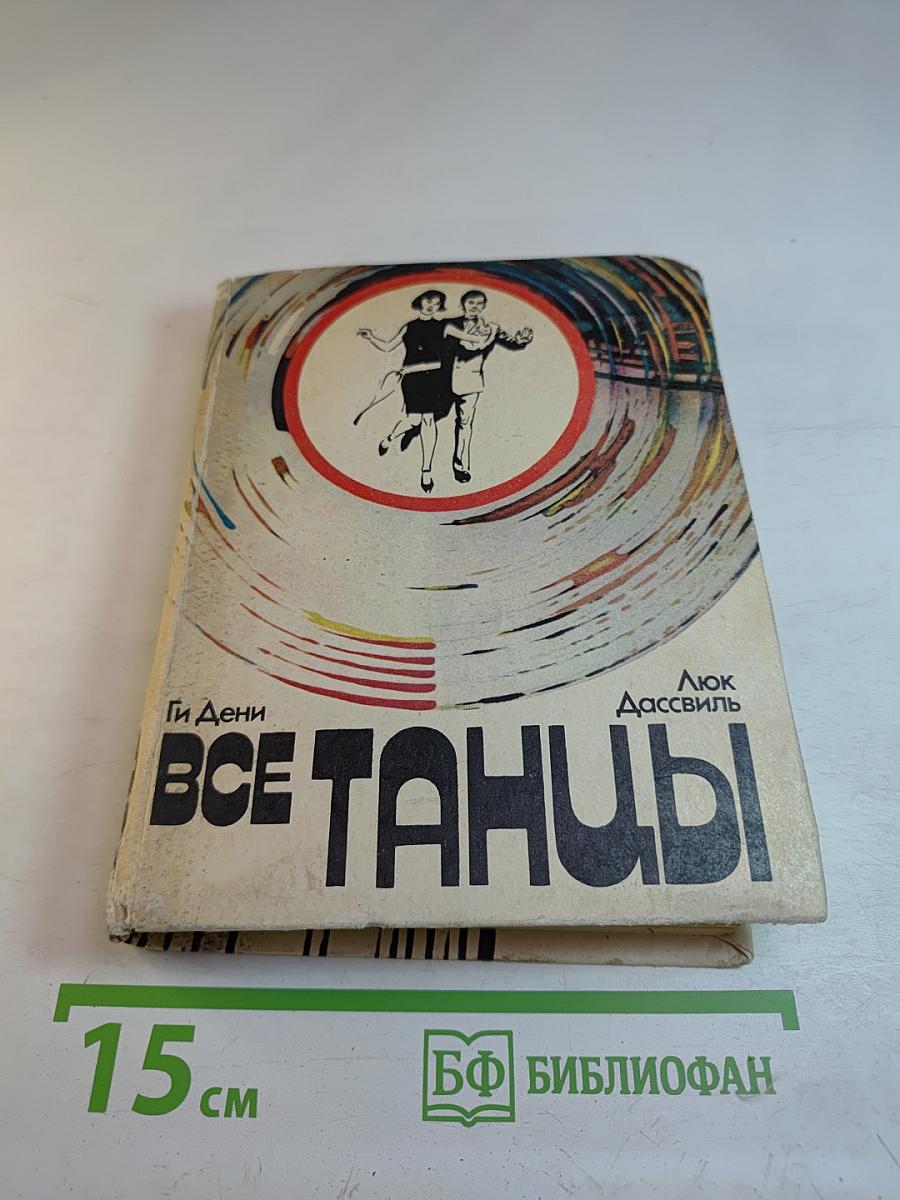 Ги Дени
Люк
Дассвиль
ВСЕ ТАНЦЫ
15 см
БФ БИБЛИОФАН